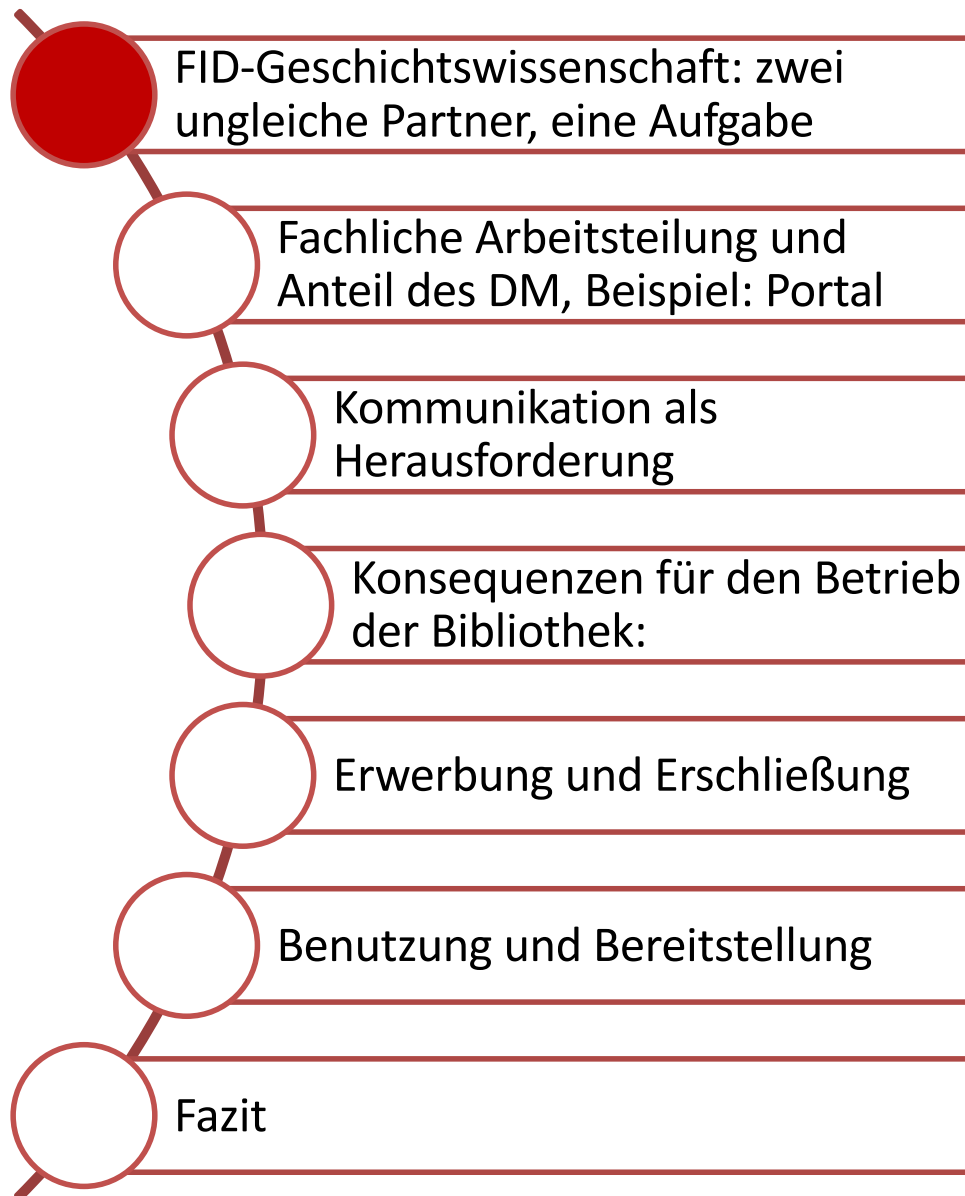 FID-Geschichtswissenschaft: zwei
ungleiche Partner, eine Aufgabe
Fachliche Arbeitsteilung und
Anteil des DM, Beispiel: Portal
Kommunikation als
Herausforderung
Konsequenzen für den Betrieb
der Bibliothek:
Erwerbung und Erschließung
Benutzung und Bereitstellung
Fazit